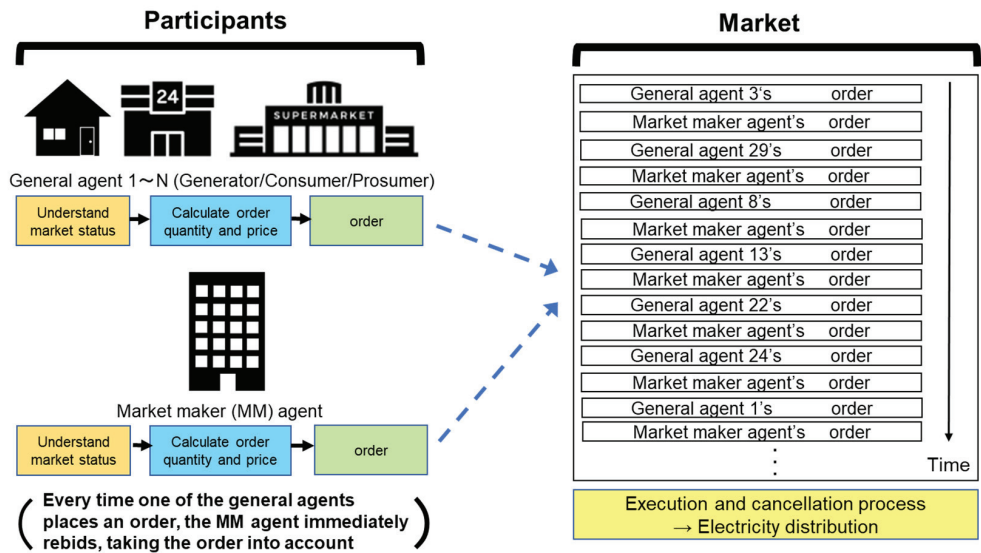 Participants
24
SUPERMARKET
General agent 1～N (Generator/Consumer/Prosumer)
Understand
market status
Calculate order
quantity and price
order
Market maker (MM) agent
Understand
market status
Calculate order
quantity and price
order
Every time one of the general agents
places an order, the MM agent immediately
rebids, taking the order into account
Market
General agent 3‘s order
Market maker agent’s order
General agent 29’s order
Market maker agent’s order
General agent 8’s order
Market maker agent’s order
General agent 13’s order
Market maker agent’s order
General agent 22’s order
Market maker agent’s order
General agent 24’s order
Market maker agent’s order
General agent 1’s order
Market maker agent’s order
⋮
Time
Execution and cancellation process
→ Electricity distribution